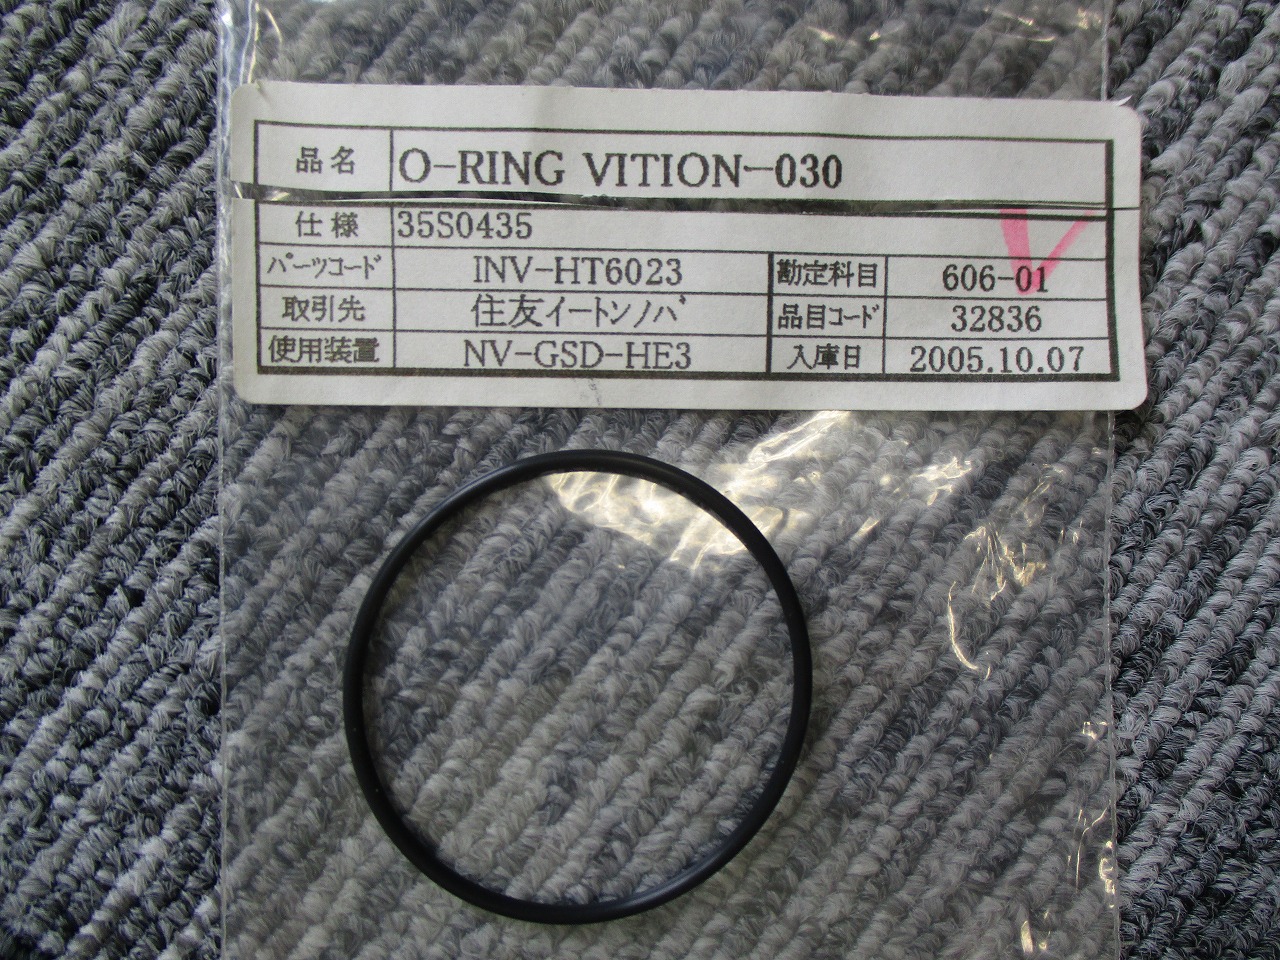 品名 O-RING VITION-030
仕様 35S0435
パーツコード INV-HT6023 勘定科目 606-01
取引先 住友イートンノバ 品目コード 32836
使用装置 NV-GSD-HE3 入庫日 2005.10.07